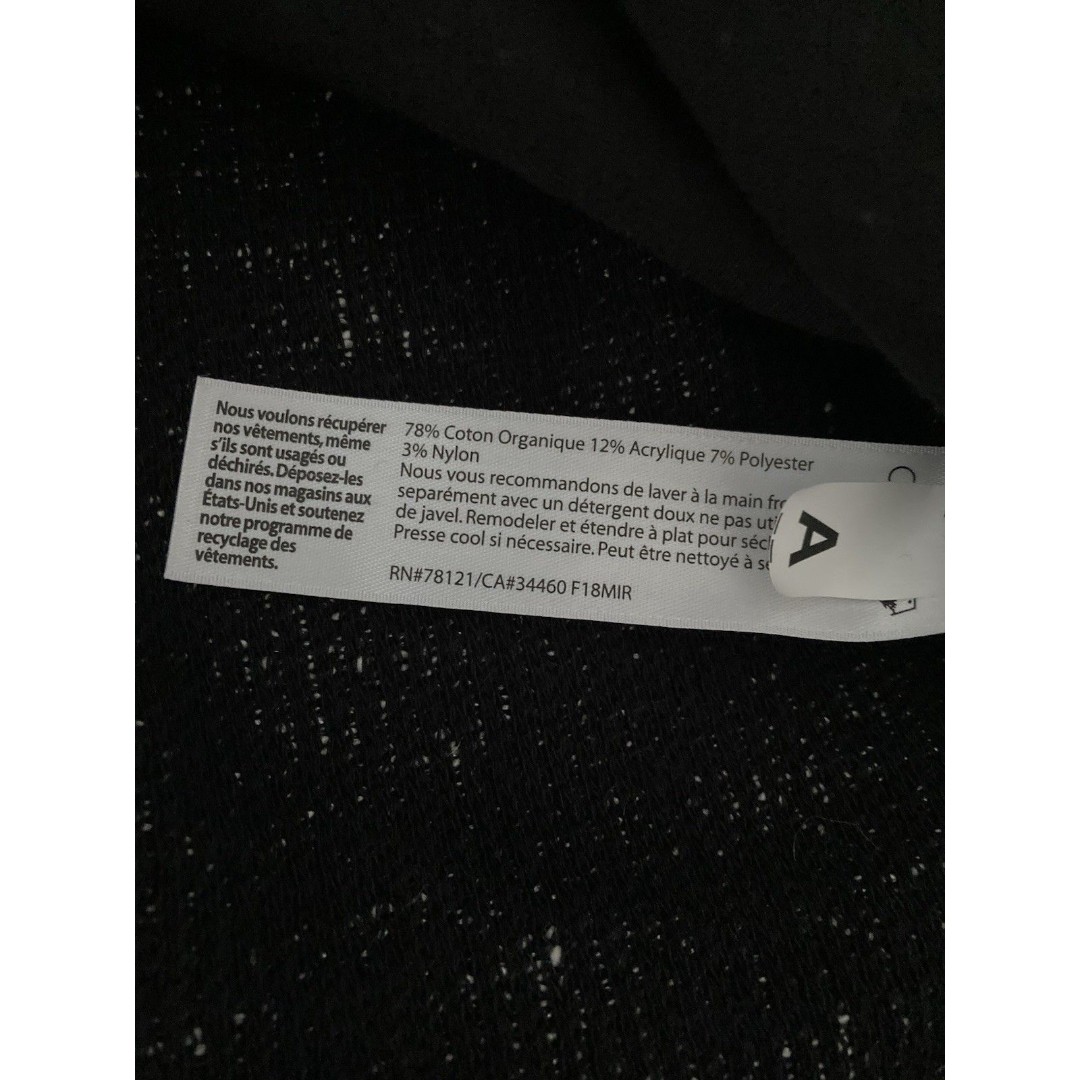 Nous voulons récupérer
nos vêtements, même
s'ils sont usagés ou
déchirés. Déposez-les
dans nos magasins aux
États-Unis et soutenez
notre programme de
recyclage des
vêtements.
78% Coton Organique 12% Acrylique 7% Polyester
3% Nylon
Nous vous recommandons de laver à la main
separément avec un détergent doux ne pas
de javel. Remodeler et étendre à plat pour
Presse cool si nécessaire. Peut être nettoyé à
RN#78121/CA#34460 F18MIR
A